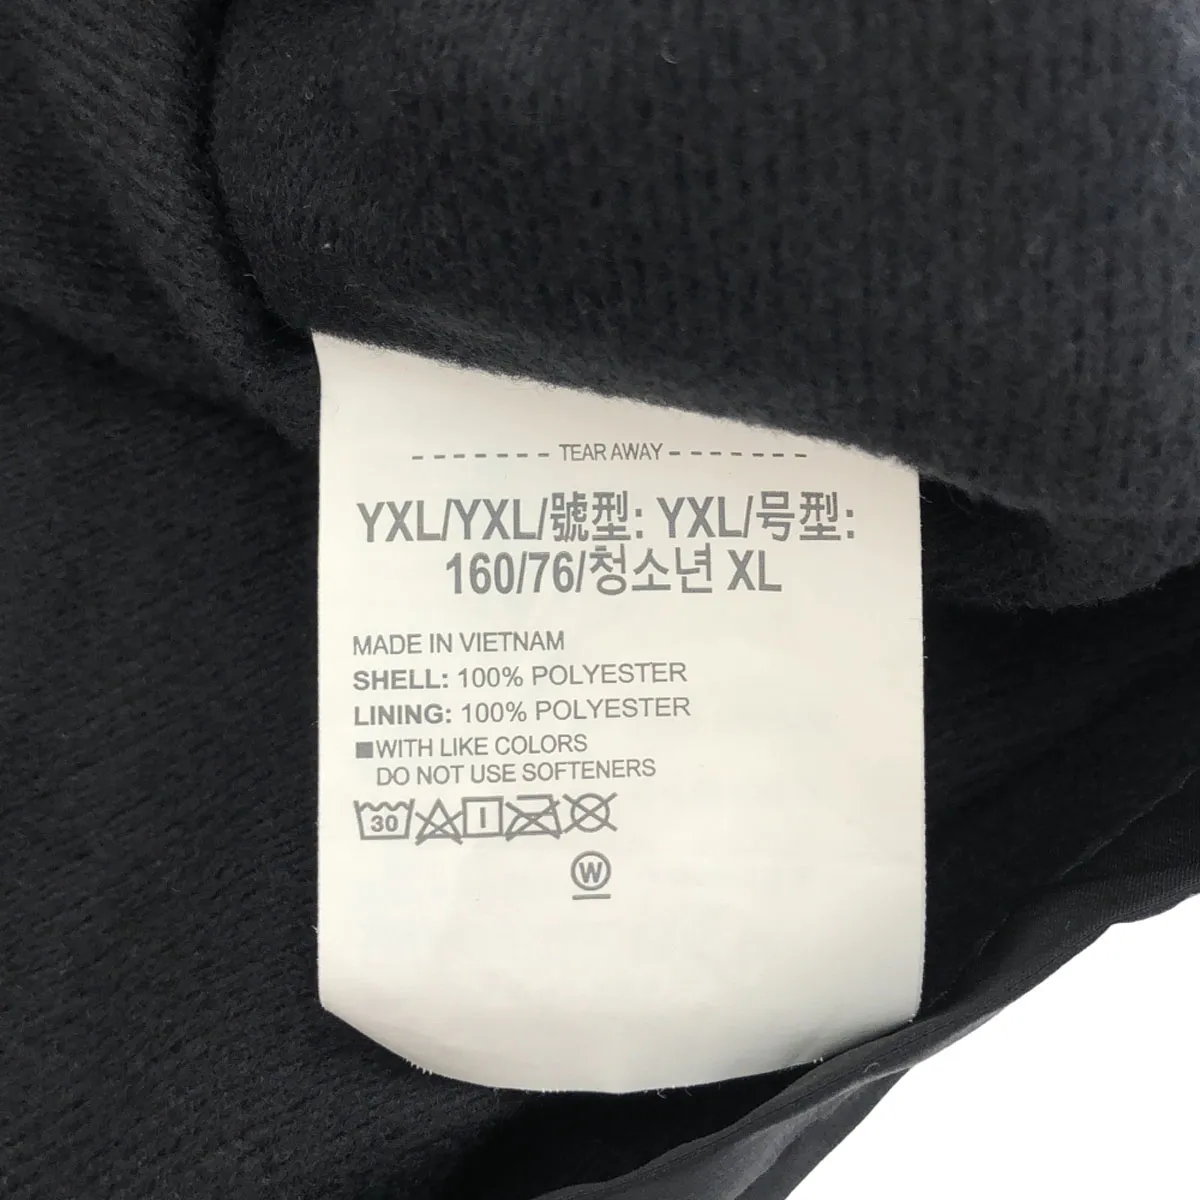 ------- TEAR AWAY -------
YXL/YXL/號型: YXL/号型:
160/76/청소년 XL
MADE IN VIETNAM
SHELL: 100% POLYESTER
LINING: 100% POLYESTER
■WITH LIKE COLORS
DO NOT USE SOFTENERS
30
W